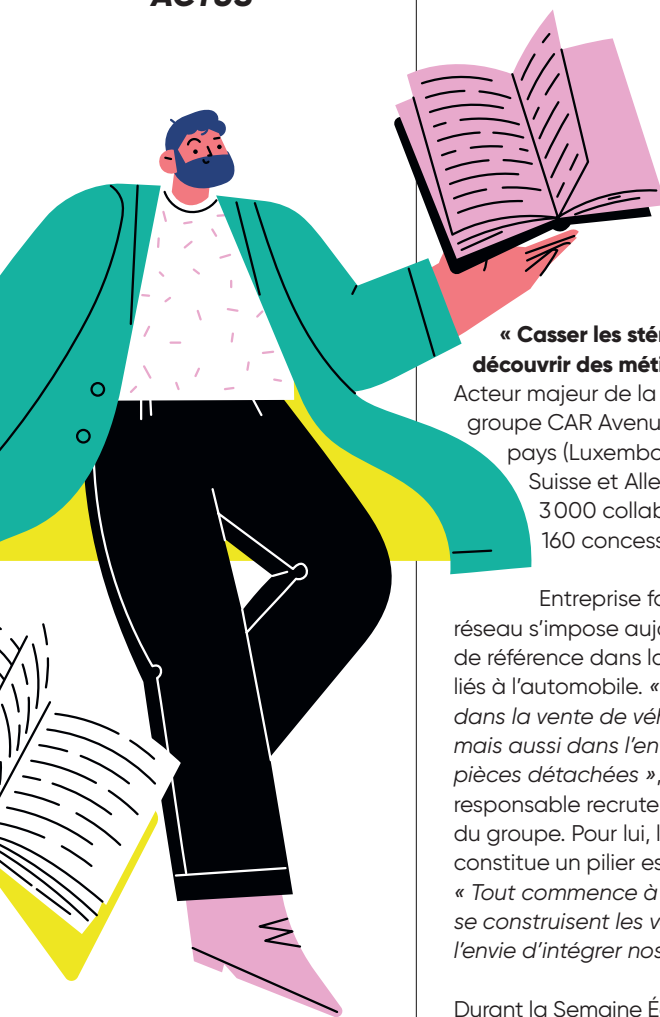 ACTUS
« Casser les sté
découvrir des méti
Acteur majeur de la
groupe CAR Avenu
pays (Luxembo
Suisse et Alle
3 000 collab
160 concess
Entreprise fa
réseau s’impose aujo
de référence dans la
liés à l’automobile. «
dans la vente de véh
mais aussi dans l’en
pièces détachées »,
responsable recrute
du groupe. Pour lui, l
constitue un pilier es
« Tout commence à
se construisent les v
l’envie d’intégrer nos
Durant la Semaine É